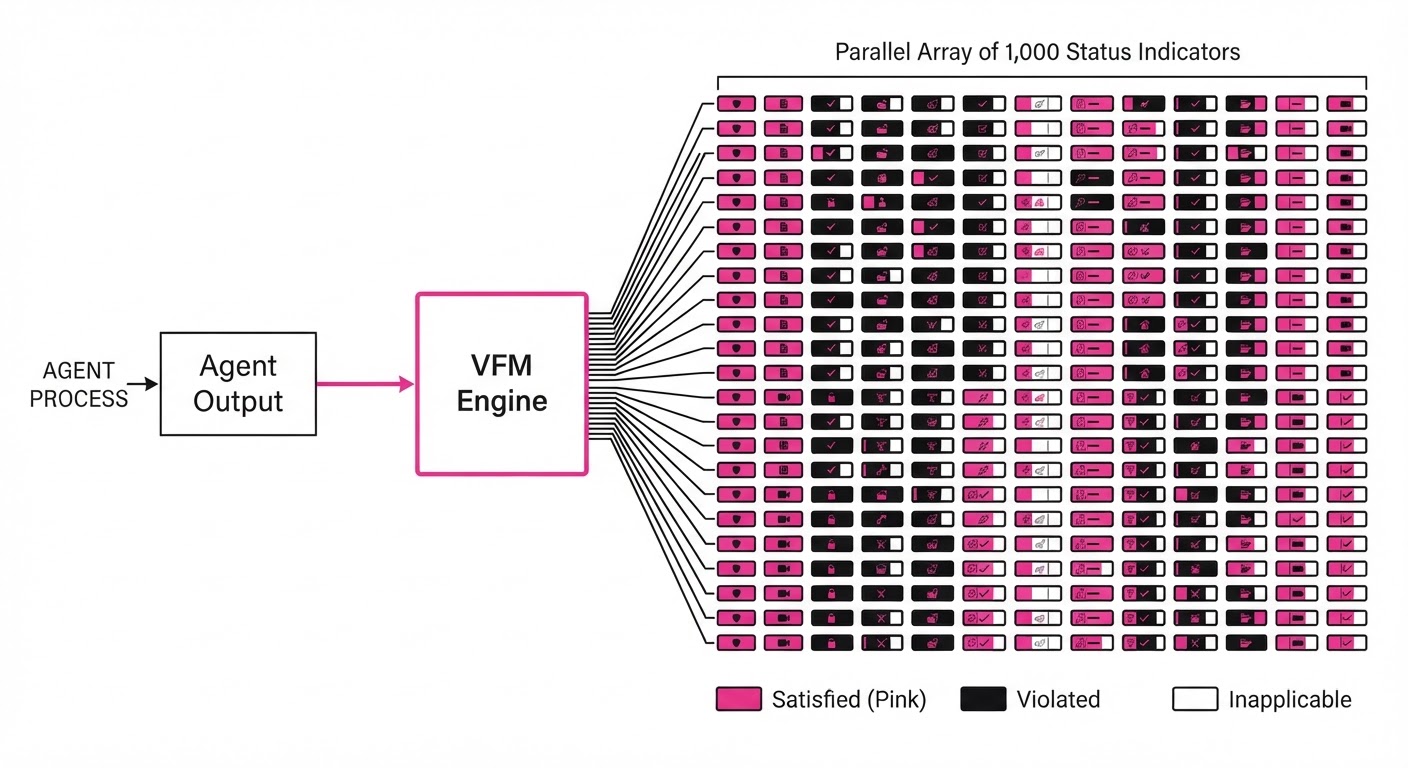 Parallel Array of 1,000 Status Indicators
AGENT
PROCESS
Agent
Output
VFM
Engine
Satisfied (Pink)
Violated
Inapplicable